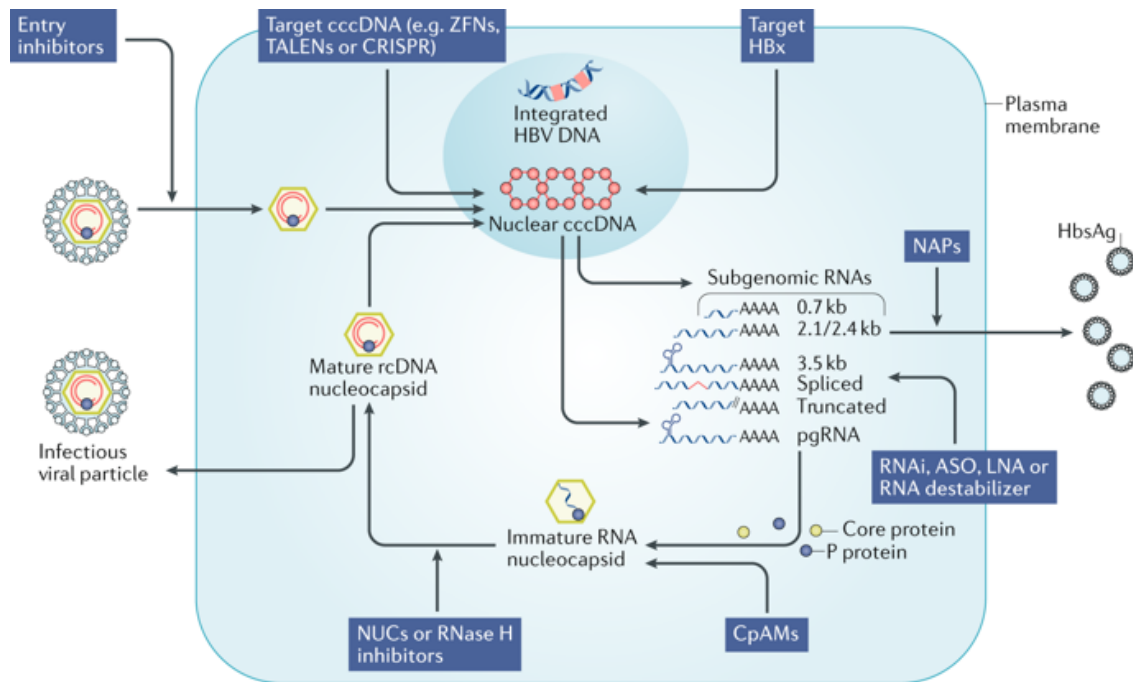 Entry
inhibitors
Target cccDNA (e.g. ZFNs,
TALENs or CRISPR)
Target
HBx
Integrated
HBV DNA
Plasma
membrane
Nuclear cccDNA
HbsAg
NAPs
Subgenomic RNAs
AAAA 0.7 kb
AAAA 2.1/2.4 kb
AAAA 3.5 kb
AAAA Spliced
AAAA Truncated
AAAA pgRNA
Mature rcDNA
nucleocapsid
Infectious
viral particle
RNAi, ASO, LNA or
RNA destabilizer
Immature RNA
nucleocapsid
Core protein
P protein
NUCs or RNase H
inhibitors
CpAMs